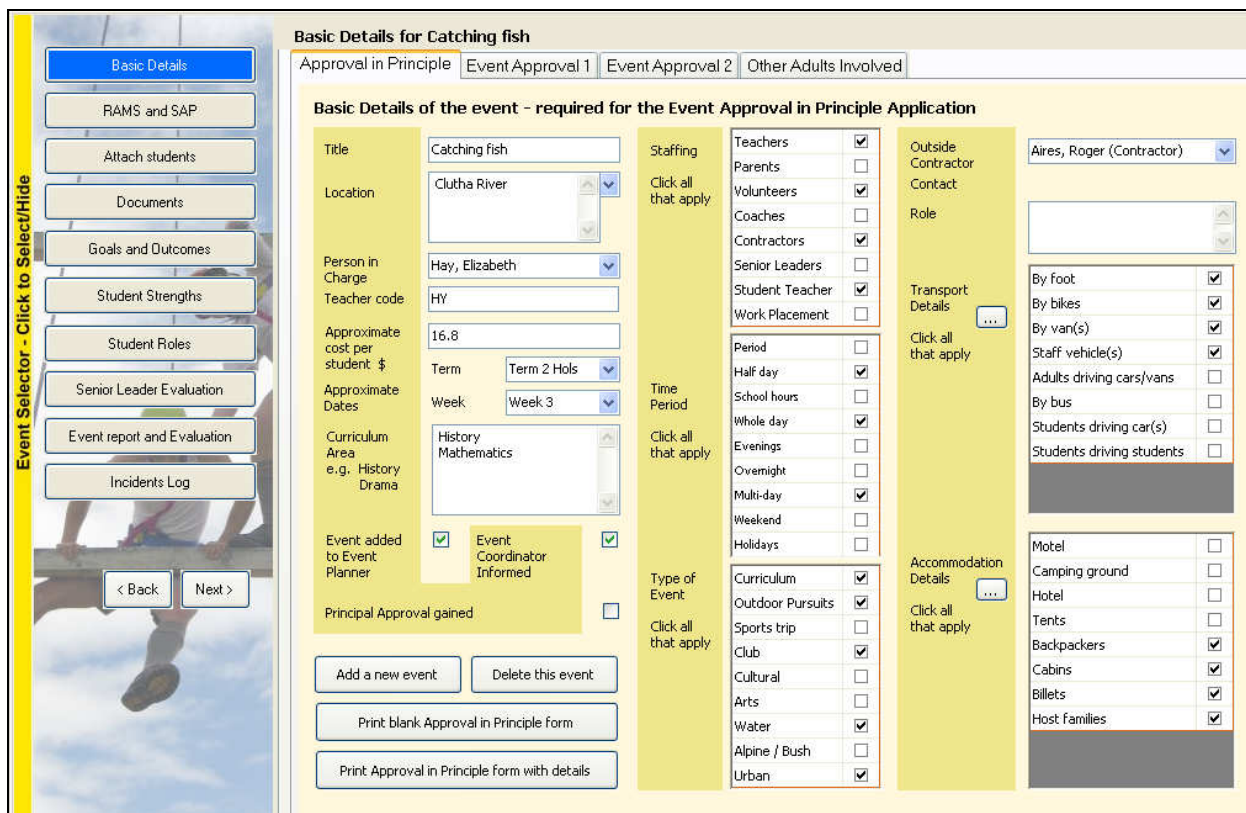 Event Selector - Click to Select/Hide
Basic Details
RAMS and SAP
Attach students
Documents
Goals and Outcomes
Student Strengths
Student Roles
Senior Leader Evaluation
Event report and Evaluation
Incidents Log
< Back
Next >
Basic Details for Catching fish
Approval in Principle
Event Approval 1
Event Approval 2
Other Adults Involved
Basic Details of the event - required for the Event Approval in Principle Application
Title
Catching fish
Location
Clutha River
Person in
Charge
Hay, Elizabeth
Teacher code
HY
Approximate
cost per
student $
16.8
Approximate
Dates
Term
Term 2 Hols
Week
Week 3
Curriculum
Area
e.g. History
Drama
History
Mathematics
Event added
to Event
Planner
Event
Coordinator
Informed
Principal Approval gained
Add a new event
Delete this event
Print blank Approval in Principle form
Print Approval in Principle form with details
Staffing
Click all
that apply
Teachers
Parents
Volunteers
Coaches
Contractors
Senior Leaders
Student Teacher
Work Placement
Time
Period
Click all
that apply
Period
Half day
School hours
Whole day
Evenings
Overnight
Multi-day
Weekend
Holidays
Type of
Event
Click all
that apply
Curriculum
Outdoor Pursuits
Sports trip
Club
Cultural
Arts
Water
Alpine / Bush
Urban
Outside
Contractor
Contact
Aires, Roger (Contractor)
Role
Transport
Details
...
Click all
that apply
By foot
By bikes
By van(s)
Staff vehicle(s)
Adults driving cars/vans
By bus
Students driving car(s)
Students driving students
Accommodation
Details
...
Click all
that apply
Motel
Camping ground
Hotel
Tents
Backpackers
Cabins
Billets
Host families